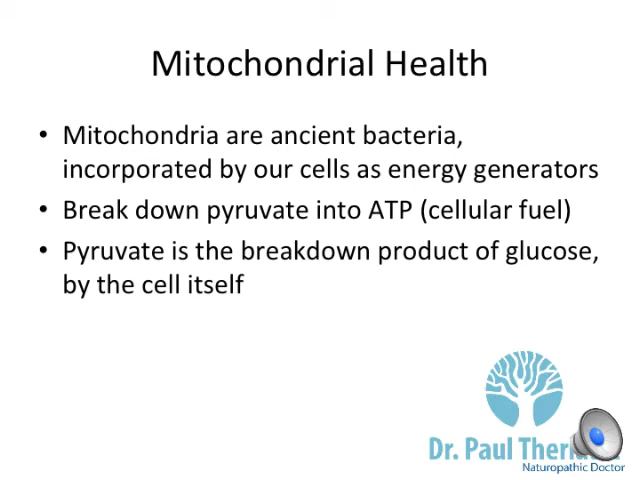 Mitochondrial Health
• Mitochondria are ancient bacteria,
incorporated by our cells as energy generators
• Break down pyruvate into ATP (cellular fuel)
• Pyruvate is the breakdown product of glucose,
by the cell itself
Dr. Paul
Naturopathic Doctor